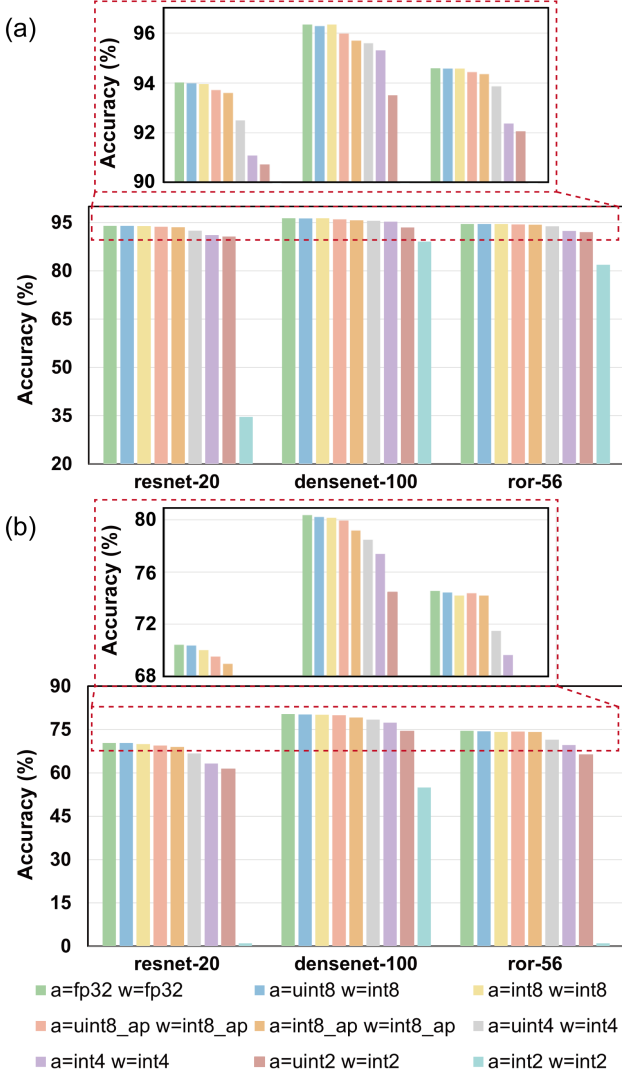 (a)
Accuracy (%)
96
94
92
90
Accuracy (%)
95
80
65
50
35
20
resnet-20 densenet-100 ror-56
(b)
Accuracy (%)
80
76
72
68
Accuracy (%)
90
75
60
45
30
15
0
resnet-20 densenet-100 ror-56
a=fp32 w=fp32 a=uint8 w=int8 a=int8 w=int8
a=uint8_ap w=int8_ap a=int8_ap w=int8_ap a=uint4 w=int4
a=int4 w=int4 a=uint2 w=int2 a=int2 w=int2